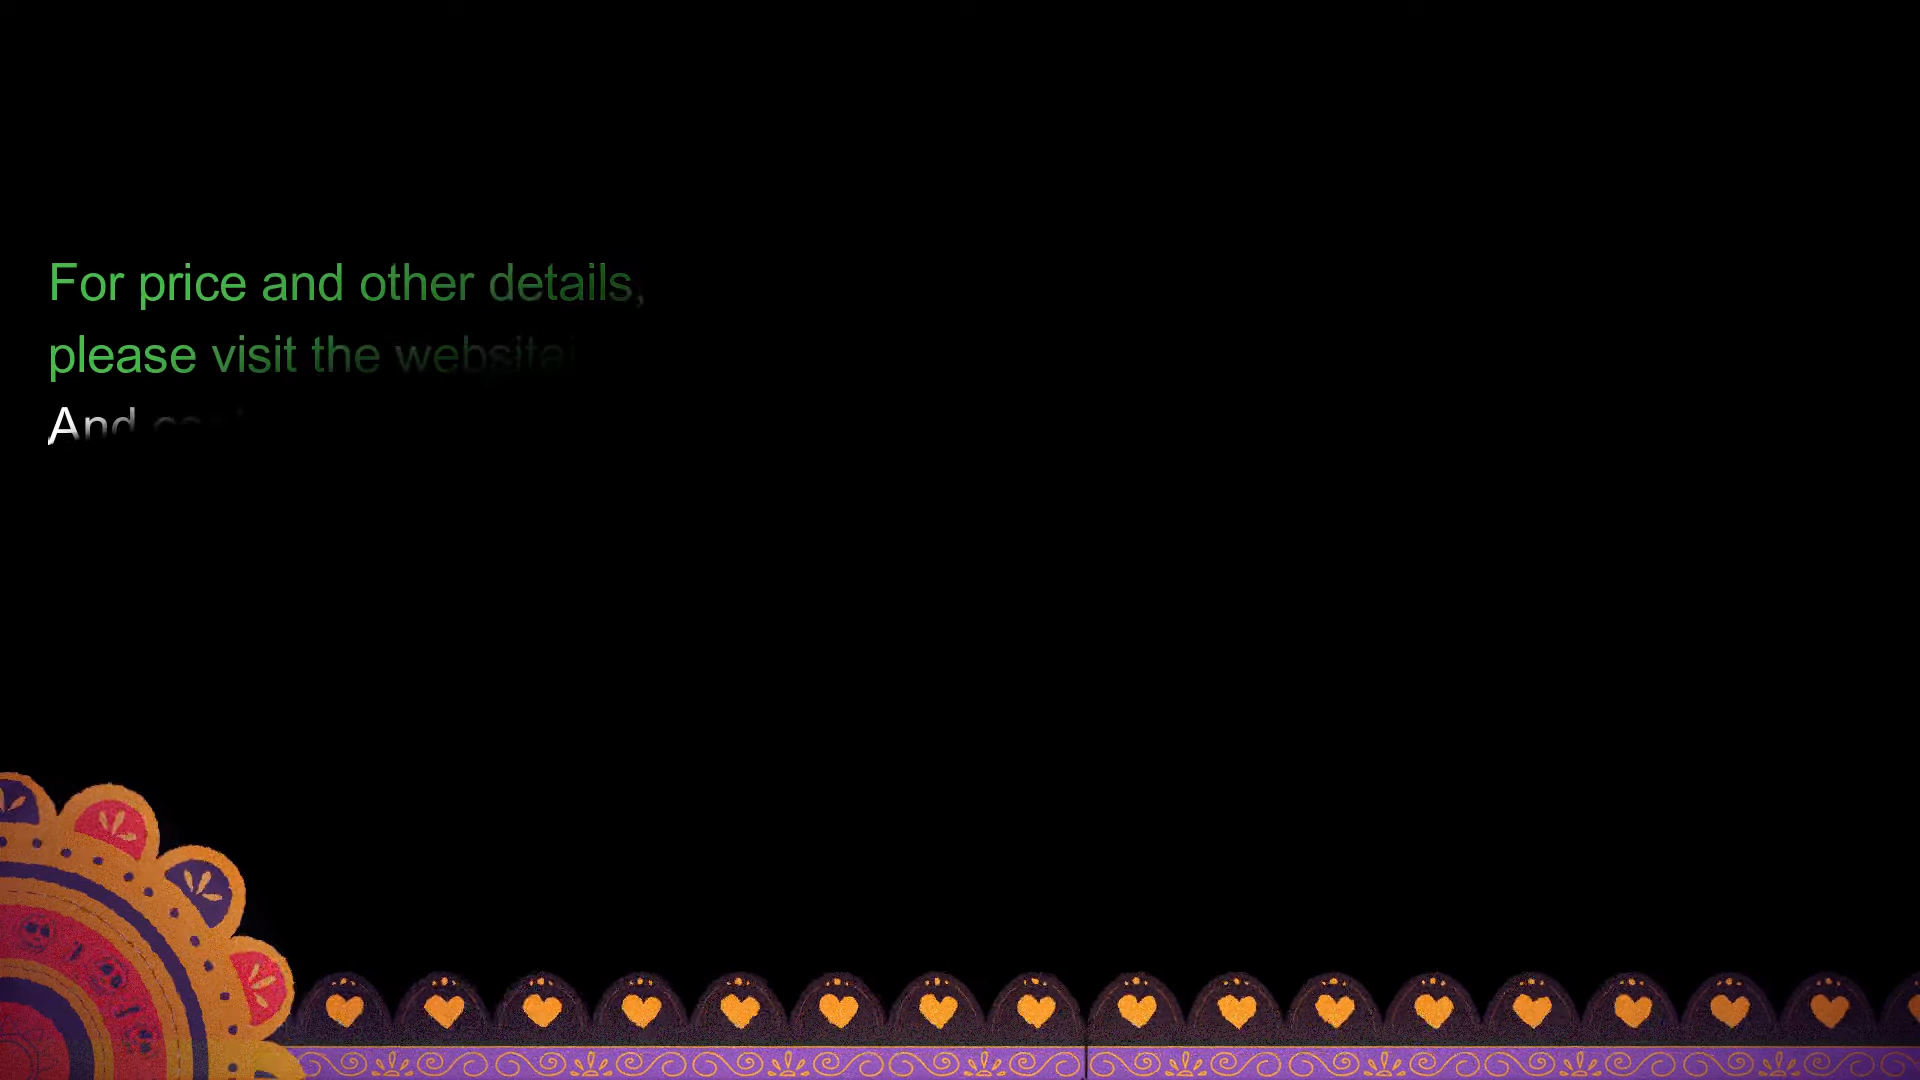 For price and other details,
please visit the
And